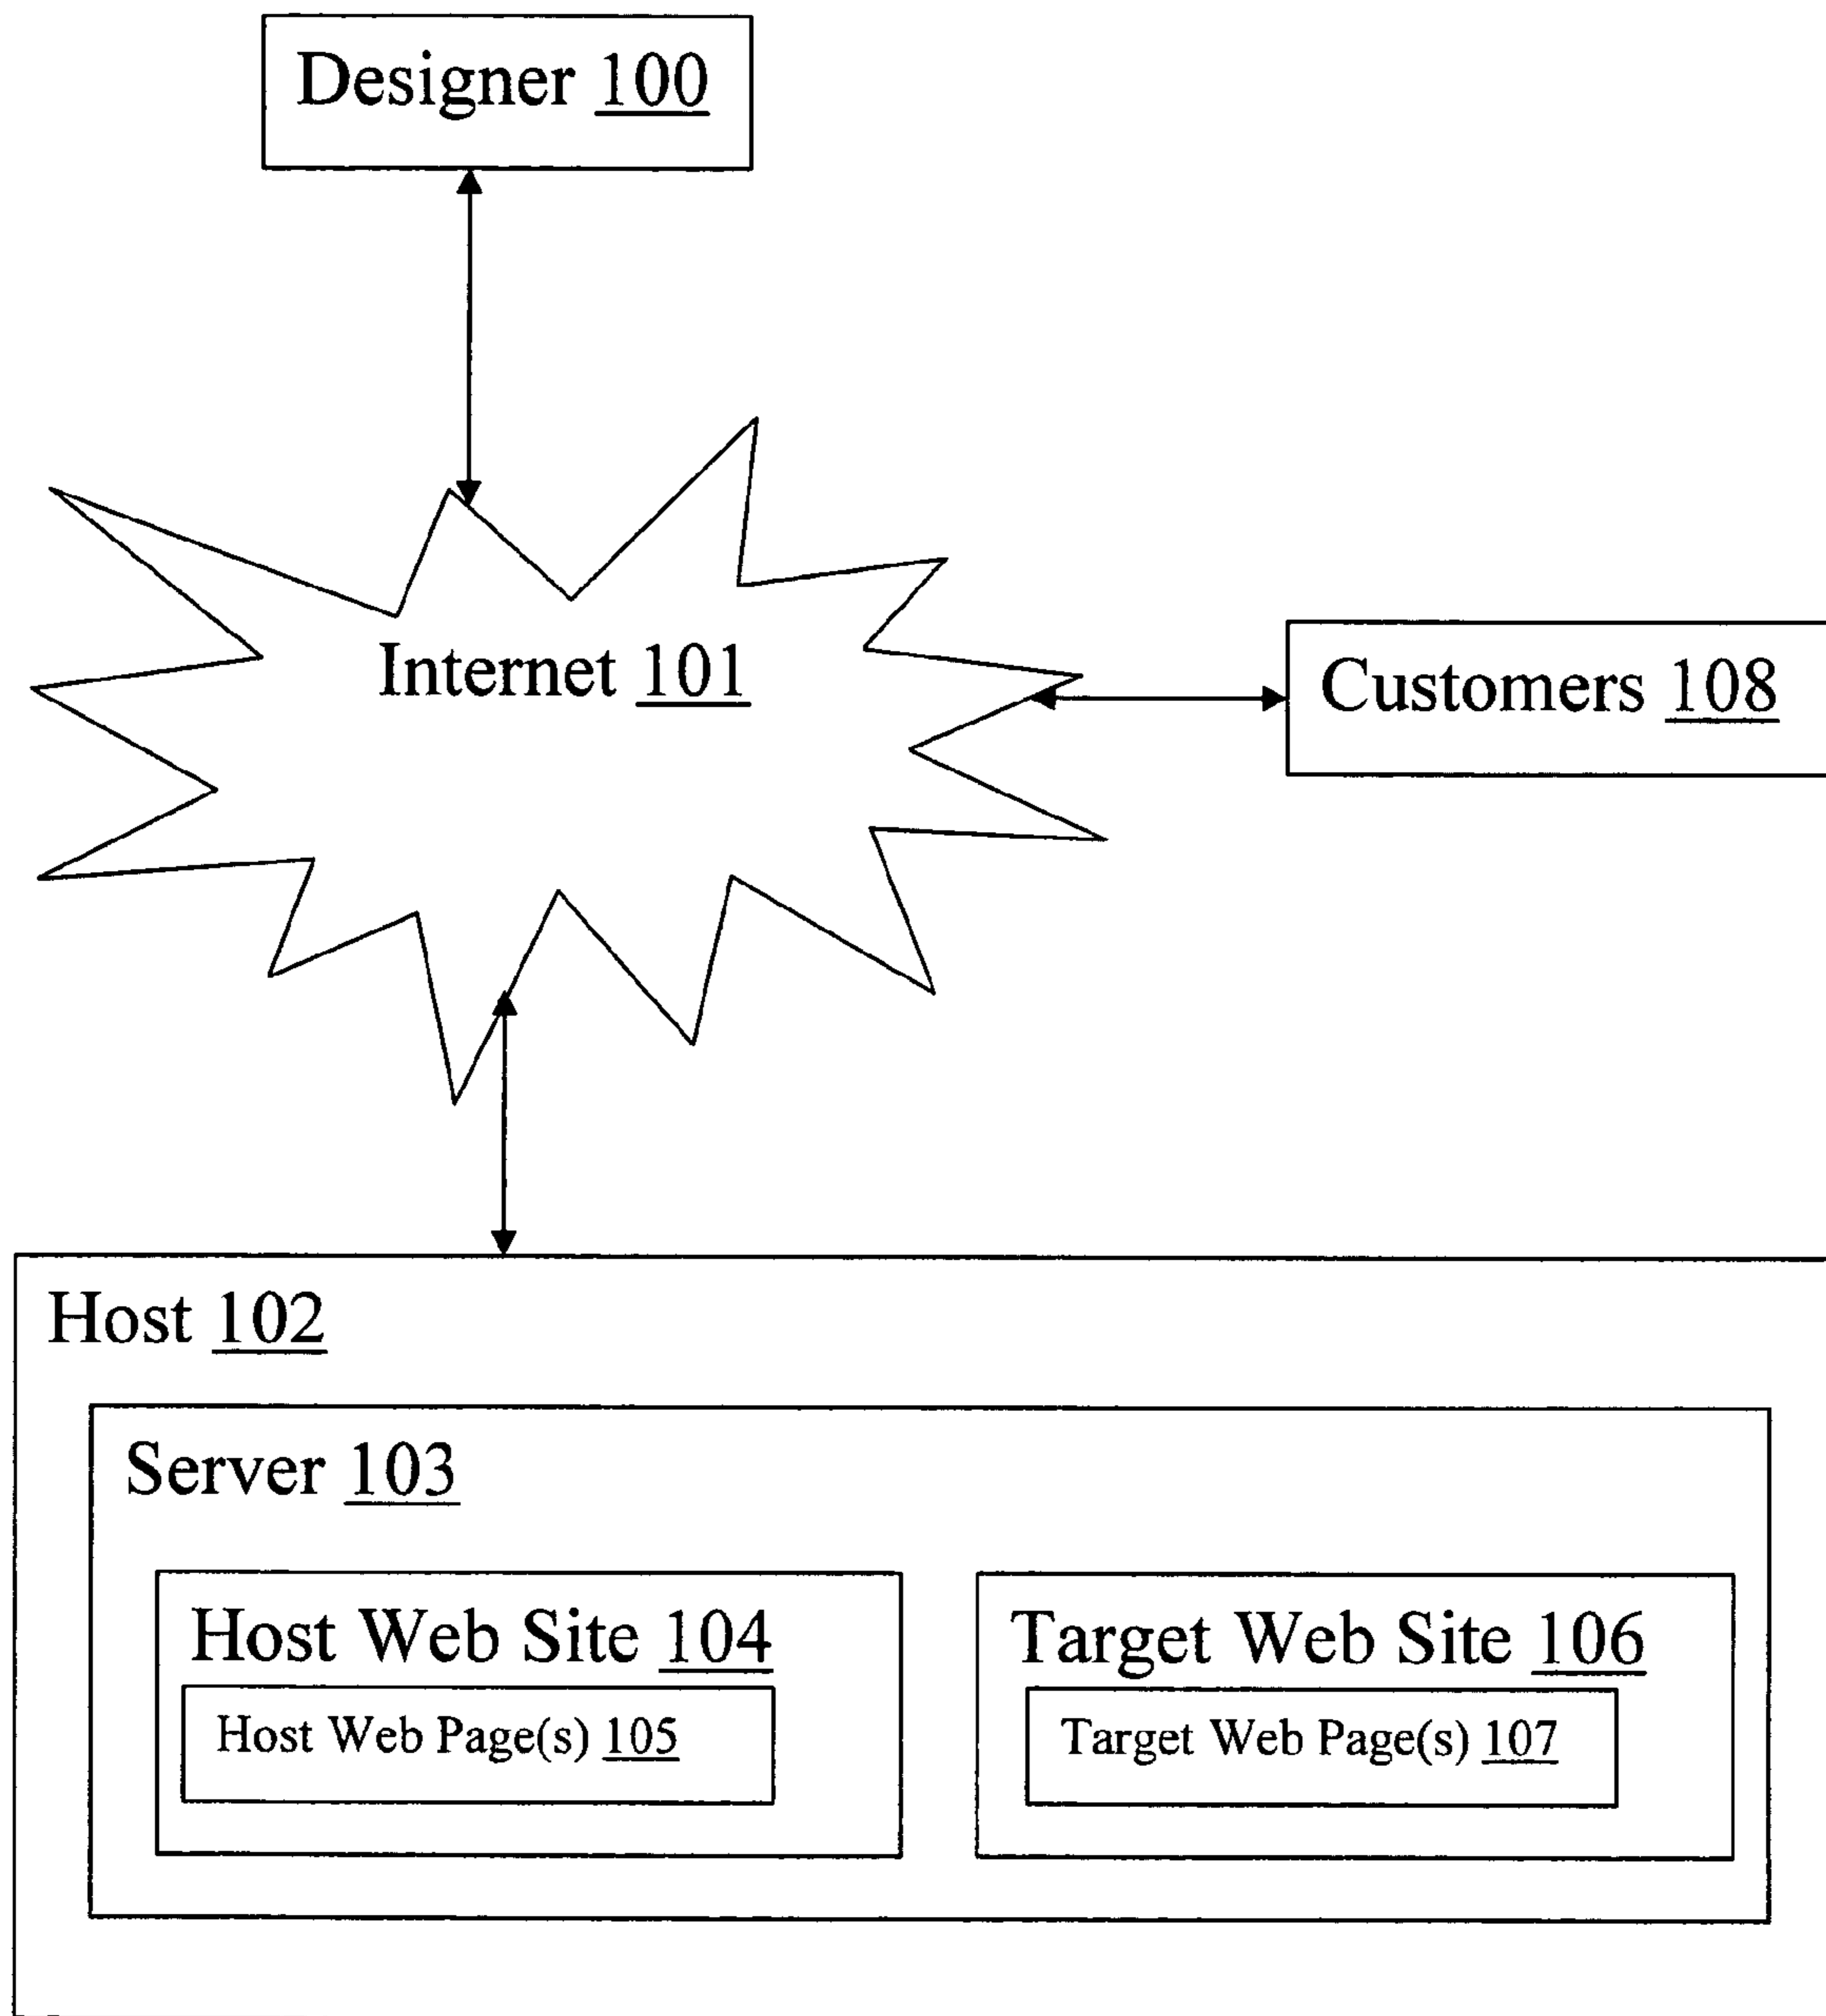 Designer 100
Internet 101
Customers 108
Host 102
Server 103
Host Web Site 104
Target Web Site 106
Host Web Page(s) 105
Target Web Page(s) 107